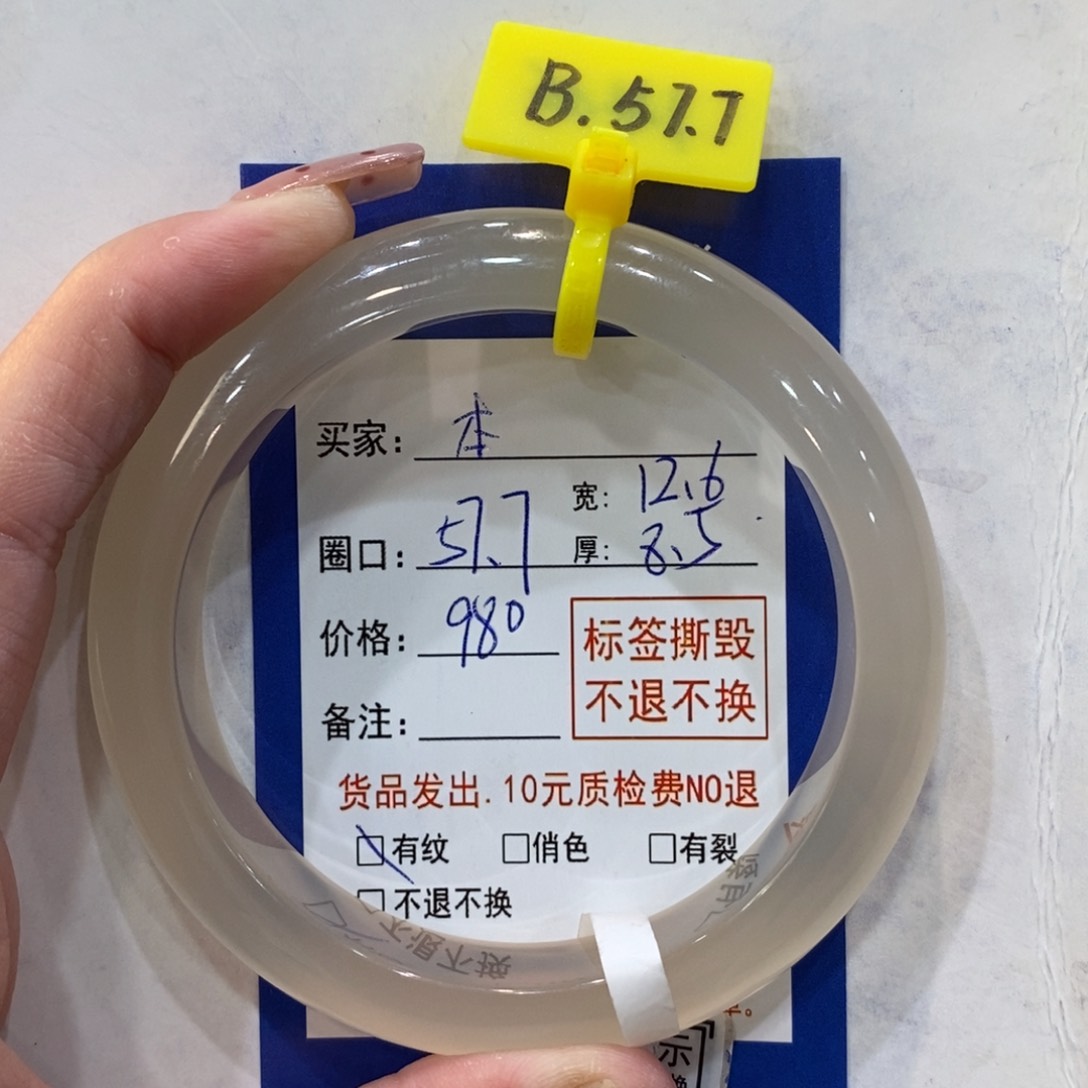 B.57.7
买家: 本
宽: 12.6
圈口: 57.7 厚: 8.5
价格: 980
标签撕毁
不退不换
备注:
货品发出.10元质检费NO退
□有纹 □俏色 □有裂
□不退不换
示
换